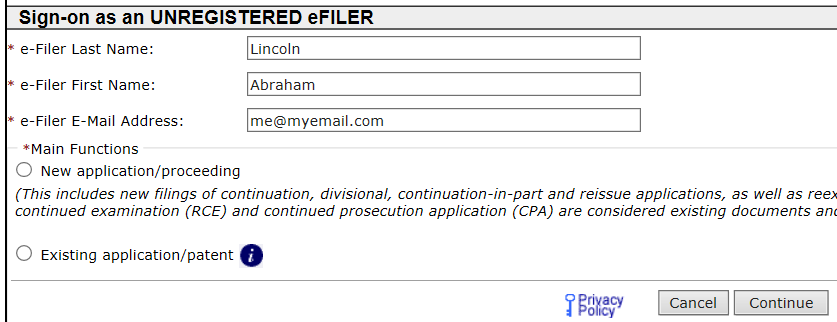 Sign-on as an UNREGISTERED eFILER
* e-Filer Last Name: Lincoln
* e-Filer First Name: Abraham
* e-Filer E-Mail Address: me@myemail.com
*Main Functions
New application/proceeding
(This includes new filings of continuation, divisional, continuation-in-part and reissue applications, as well as
continued examination (RCE) and continued prosecution application (CPA) are considered existing documents
Existing application/patent i
Privacy
Policy
Cancel Continue